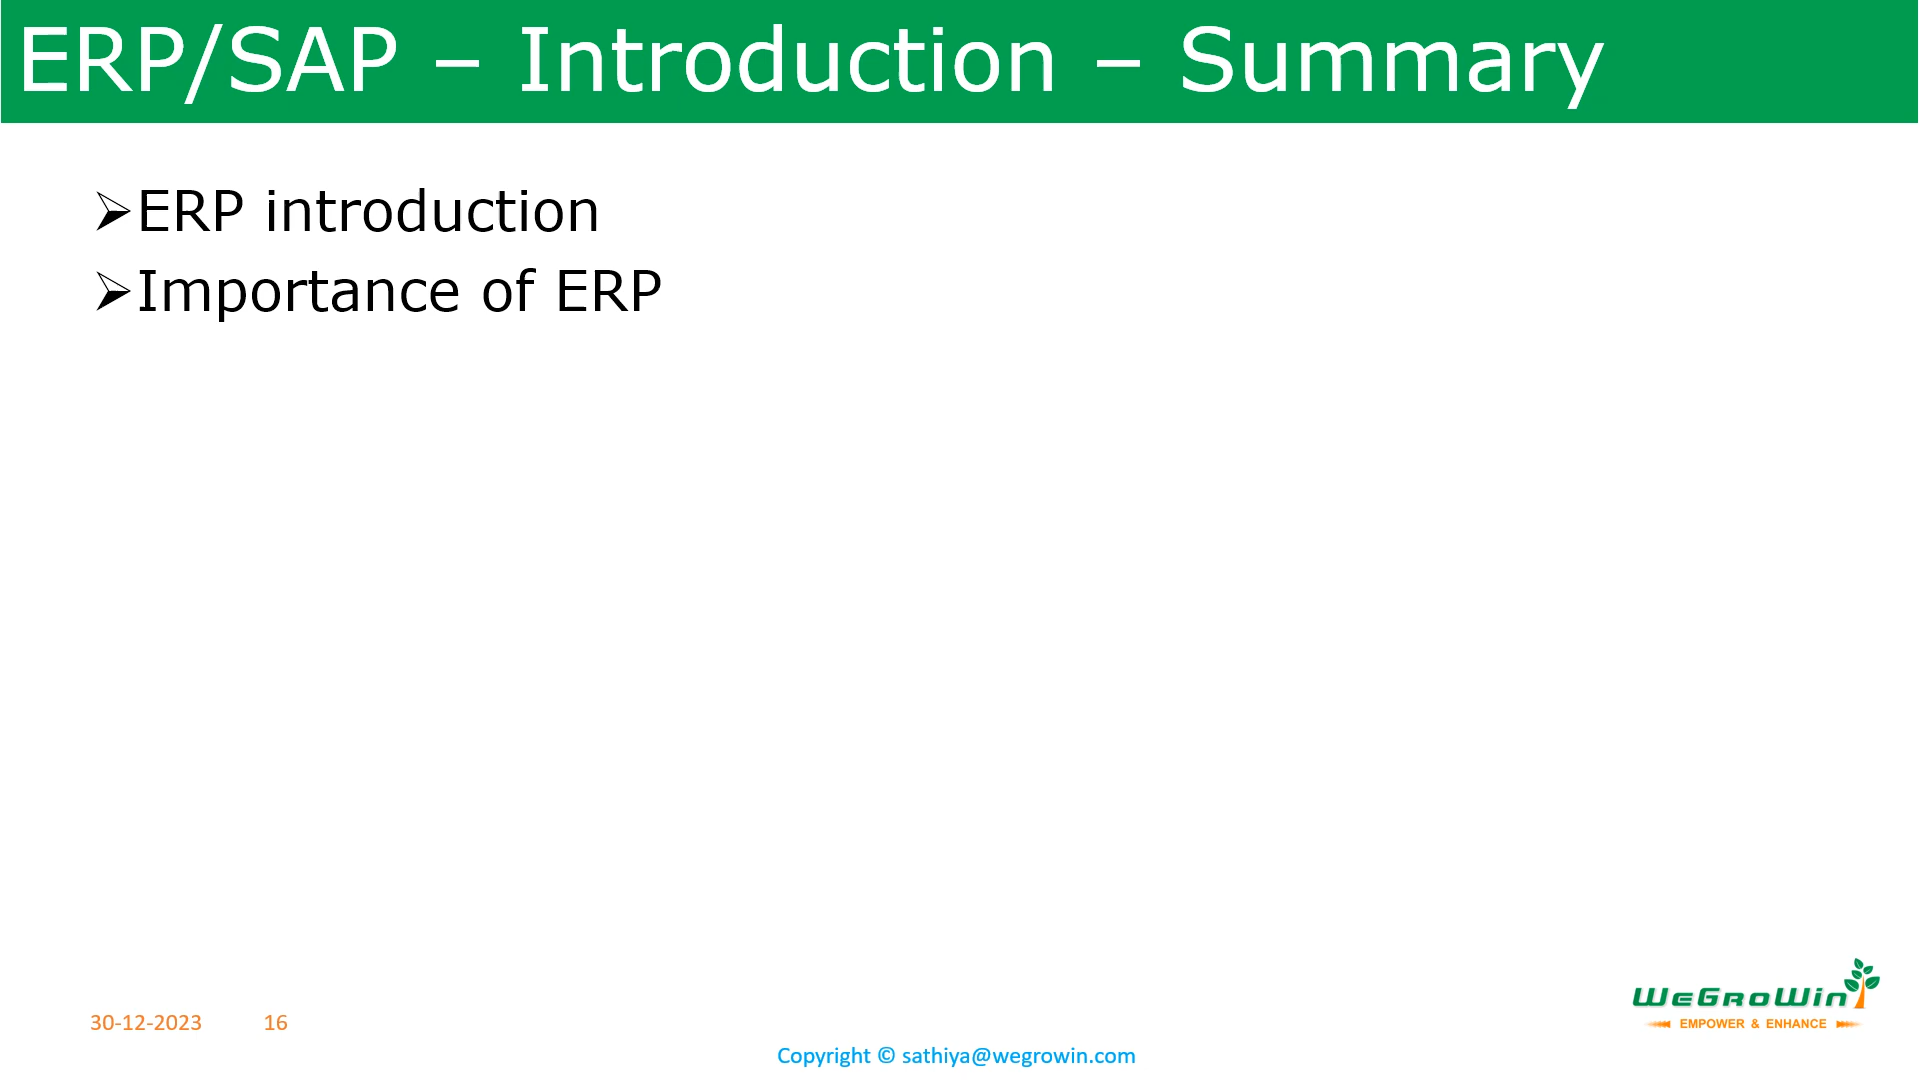 ERP/SAP – Introduction – Summary
➢ERP introduction
➢Importance of ERP
WeGroWin
EMPOWER & ENHANCE
30-12-2023 16
Copyright © sathiya@wegrowin.com